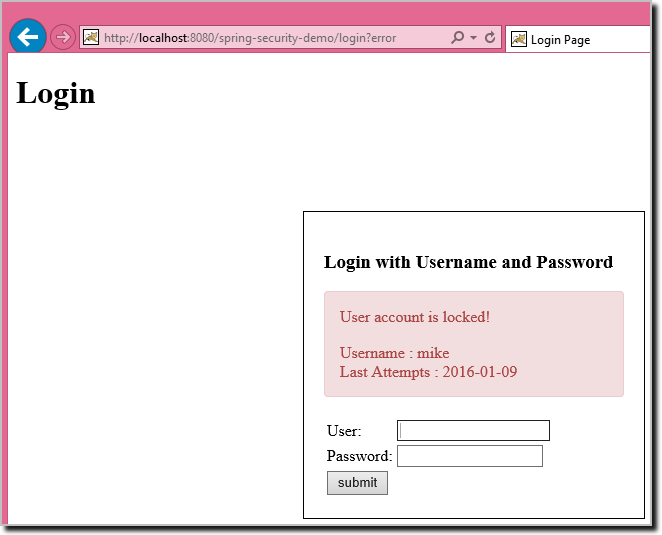 http://localhost:8080/spring-security-demo/login?error
Login Page
Login
Login with Username and Password
User account is locked!
Username : mike
Last Attempts : 2016-01-09
User:
Password:
submit